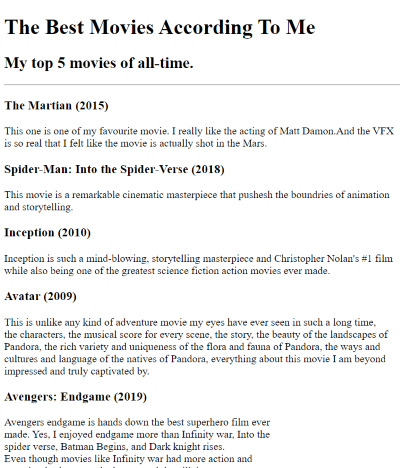 The Best Movies According To Me
My top 5 movies of all-time.
The Martian (2015)
This one is one of my favourite movie. I really like the acting of Matt Damon.And the VFX
is so real that I felt like the movie is actually shot in the Mars.
Spider-Man: Into the Spider-Verse (2018)
This movie is a remarkable cinematic masterpiece that pushesh the boundries of animation
and storytelling.
Inception (2010)
Inception is such a mind-blowing, storytelling masterpiece and Christopher Nolan's #1 film
while also being one of the greatest science fiction action movies ever made.
Avatar (2009)
This is unlike any kind of adventure movie my eyes have ever seen in such a long time,
the characters, the musical score for every scene, the story, the beauty of the landscapes of
Pandora, the rich variety and uniqueness of the flora and fauna of Pandora, the ways and
cultures and language of the natives of Pandora, everything about this movie I am beyond
impressed and truly captivated by.
Avengers: Endgame (2019)
Avengers endgame is hands down the best superhero film ever
made. Yes, I enjoyed endgame more than Infinity war, Into the
spider verse, Batman Begins, and Dark knight rises.
Even though movies like Infinity war had more action and